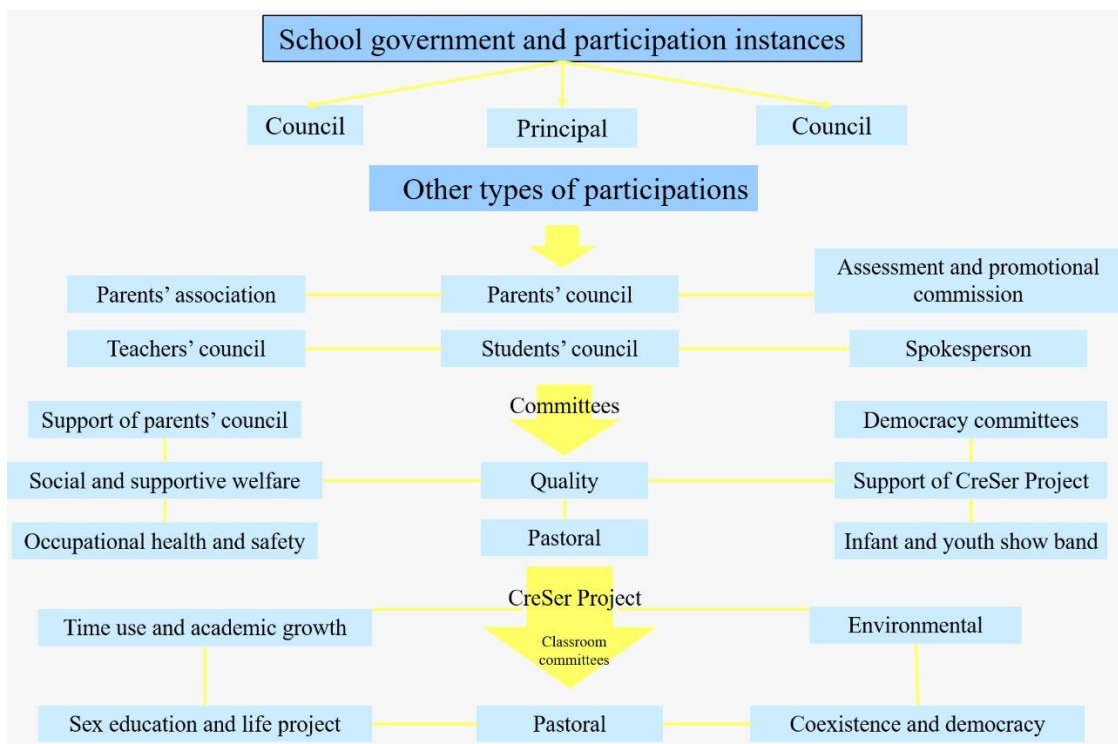 School government and participation instances
Council
Principal
Council
Other types of participations
Parents’ association
Parents’ council
Assessment and promotional
commission
Teachers’ council
Students’ council
Spokesperson
Committees
Support of parents’ council
Democracy committees
Social and supportive welfare
Quality
Support of CreSer Project
Occupational health and safety
Pastoral
Infant and youth show band
CreSer Project
Time use and academic growth
Environmental
Classroom
committees
Sex education and life project
Pastoral
Coexistence and democracy